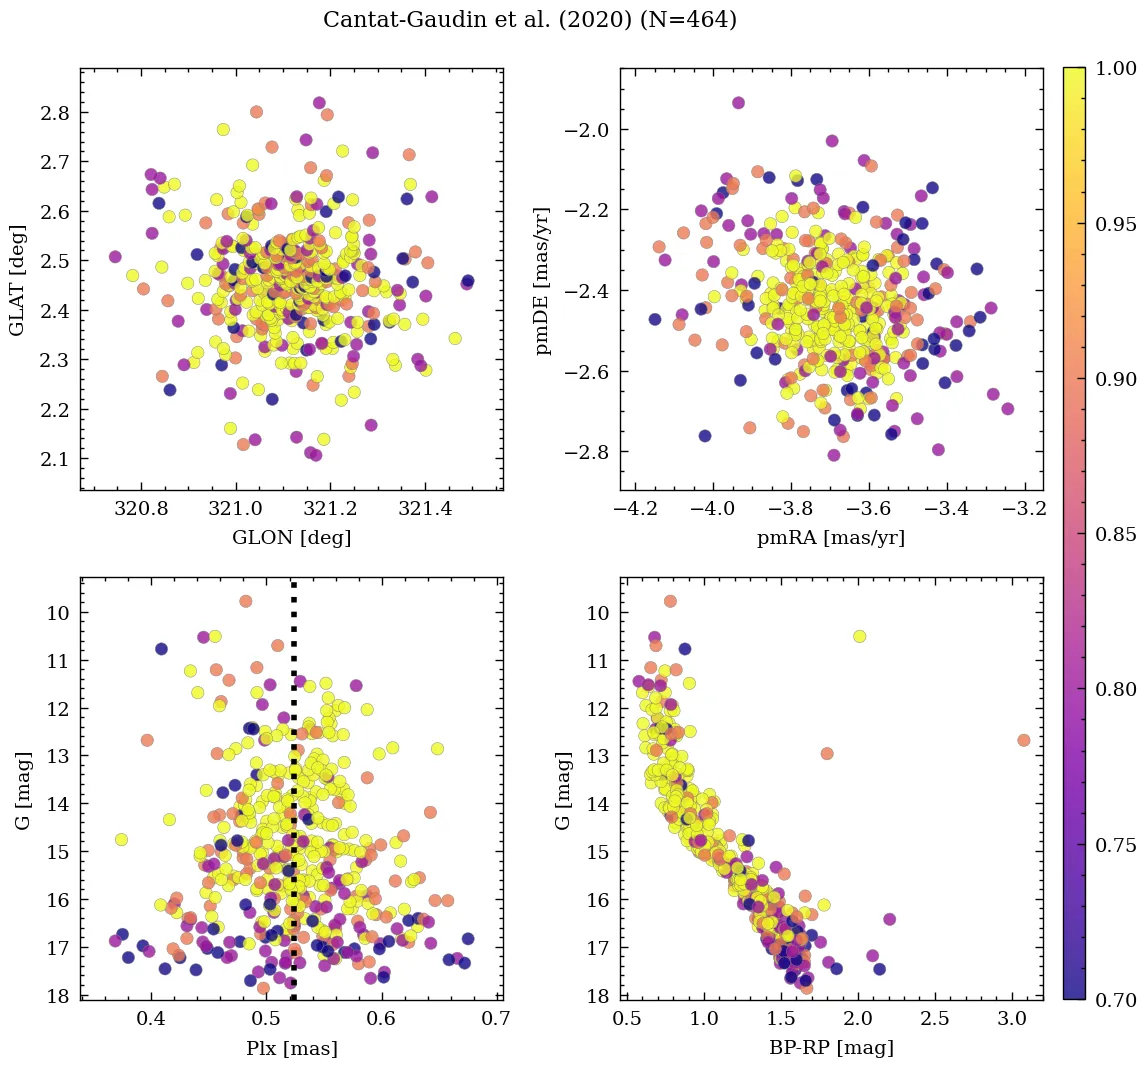 Cantat-Gaudin et al. (2020) (N=464)
2.8
2.7
2.6
2.5
2.4
2.3
2.2
2.1
GLAT [deg]
320.8 321.0 321.2 321.4
GLON [deg]
−2.0
−2.2
−2.4
−2.6
−2.8
pmDE [mas/yr]
−4.2 −4.0 −3.8 −3.6 −3.4 −3.2
pmRA [mas/yr]
10
11
12
13
14
15
16
17
18
G [mag]
0.4 0.5 0.6 0.7
Plx [mas]
10
11
12
13
14
15
16
17
18
G [mag]
0.5 1.0 1.5 2.0 2.5 3.0
BP-RP [mag]
1.00
0.95
0.90
0.85
0.80
0.75
0.70